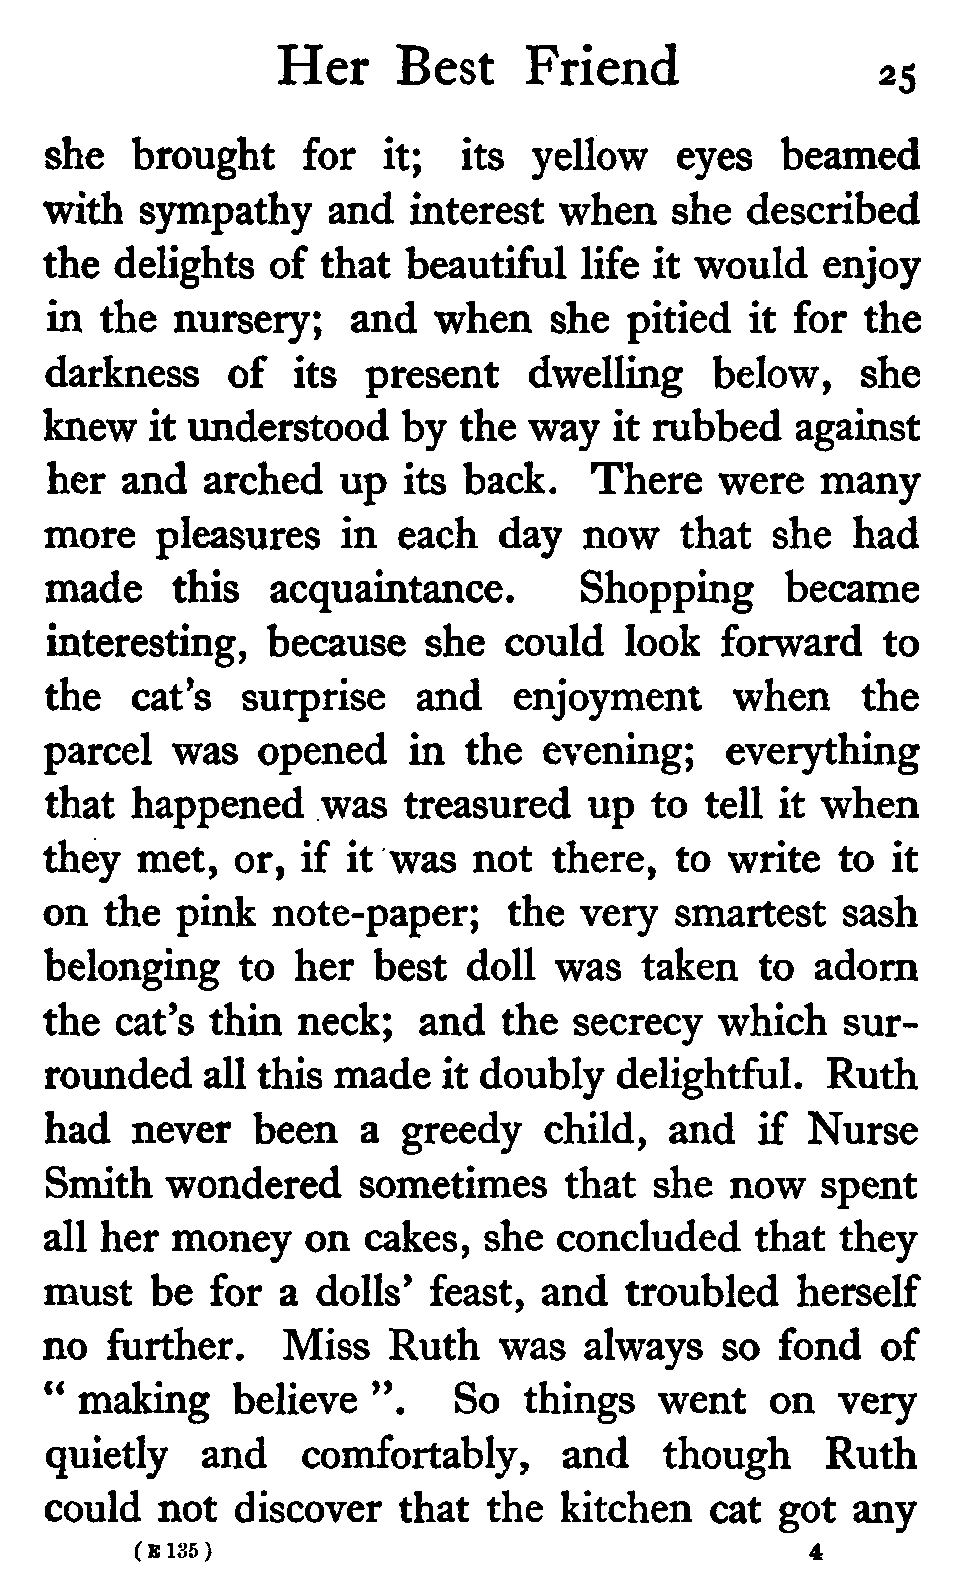 Her Best Friend 25
she brought for it; its yellow eyes beamed
with sympathy and interest when she described
the delights of that beautiful life it would enjoy
in the nursery; and when she pitied it for the
darkness of its present dwelling below, she
knew it understood by the way it rubbed against
her and arched up its back. There were many
more pleasures in each day now that she had
made this acquaintance. Shopping became
interesting, because she could look forward to
the cat's surprise and enjoyment when the
parcel was opened in the evening; everything
that happened was treasured up to tell it when
they met, or, if it was not there, to write to it
on the pink note-paper; the very smartest sash
belonging to her best doll was taken to adorn
the cat's thin neck; and the secrecy which sur-
rounded all this made it doubly delightful. Ruth
had never been a greedy child, and if Nurse
Smith wondered sometimes that she now spent
all her money on cakes, she concluded that they
must be for a dolls' feast, and troubled herself
no further. Miss Ruth was always so fond of
“ making believe ”. So things went on very
quietly and comfortably, and though Ruth
could not discover that the kitchen cat got any
( E 135 ) 4